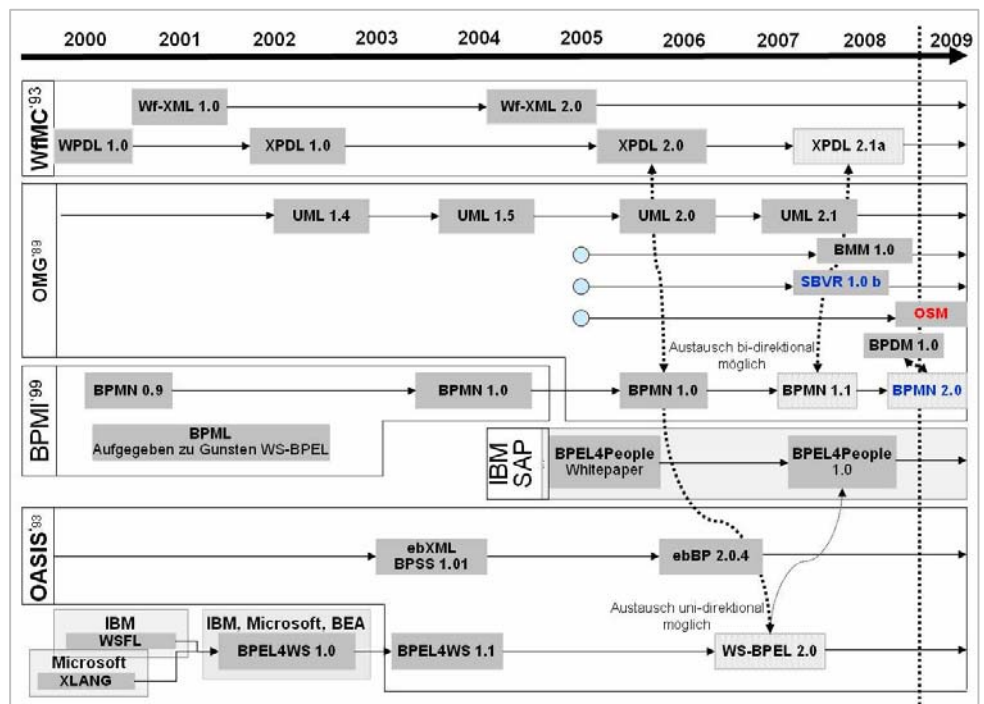 2000 2001 2002 2003 2004 2005 2006 2007 2008 2009
WfMC'93
Wf-XML 1.0 Wf-XML 2.0
WPDL 1.0 XPDL 1.0 XPDL 2.0 XPDL 2.1a
OMG'89
UML 1.4 UML 1.5 UML 2.0 UML 2.1
BMM 1.0
SBVR 1.0 b
OSM
BPDM 1.0
Austausch bi-direktional
möglich
BPMI'99
BPMN 0.9 BPMN 1.0 BPMN 1.0 BPMN 1.1 BPMN 2.0
BPML
Aufgegeben zu Gunsten WS-BPEL
IBM
SAP
BPEL4People
Whitepaper
BPEL4People
1.0
OASIS'93
ebXML
BPSS 1.01
ebBP 2.0.4
Austausch uni-direktional
möglich
IBM
WSFL
Microsoft
XLANG
IBM, Microsoft, BEA
BPEL4WS 1.0 BPEL4WS 1.1 WS-BPEL 2.0